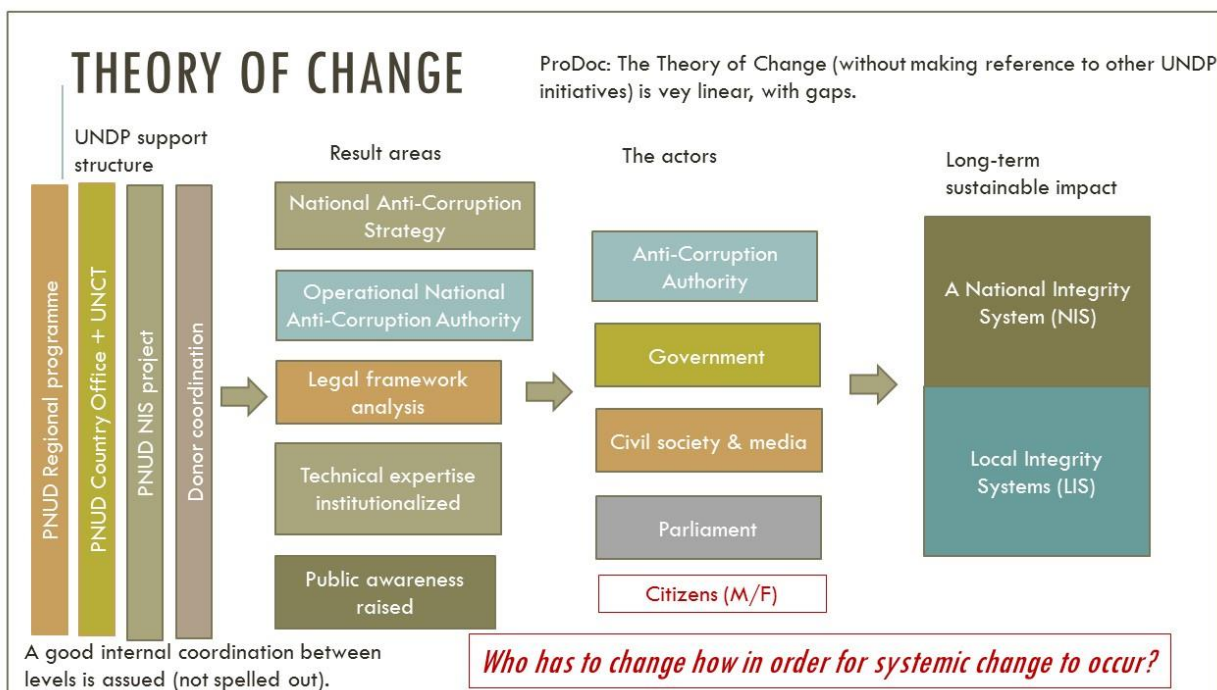 THEORY OF CHANGE
ProDoc: The Theory of Change (without making reference to other UNDP
initiatives) is vey linear, with gaps.
UNDP support
structure
PNUD Regional programme
PNUD Country Office + UNCT
PNUD NIS project
Donor coordination
Result areas
National Anti-Corruption
Strategy
Operational National
Anti-Corruption Authority
Legal framework
analysis
Technical expertise
institutionalized
Public awareness
raised
The actors
Anti-Corruption
Authority
Government
Civil society & media
Parliament
Citizens (M/F)
Long-term
sustainable impact
A National Integrity
System (NIS)
Local Integrity
Systems (LIS)
A good internal coordination between
levels is assued (not spelled out).
Who has to change how in order for systemic change to occur?